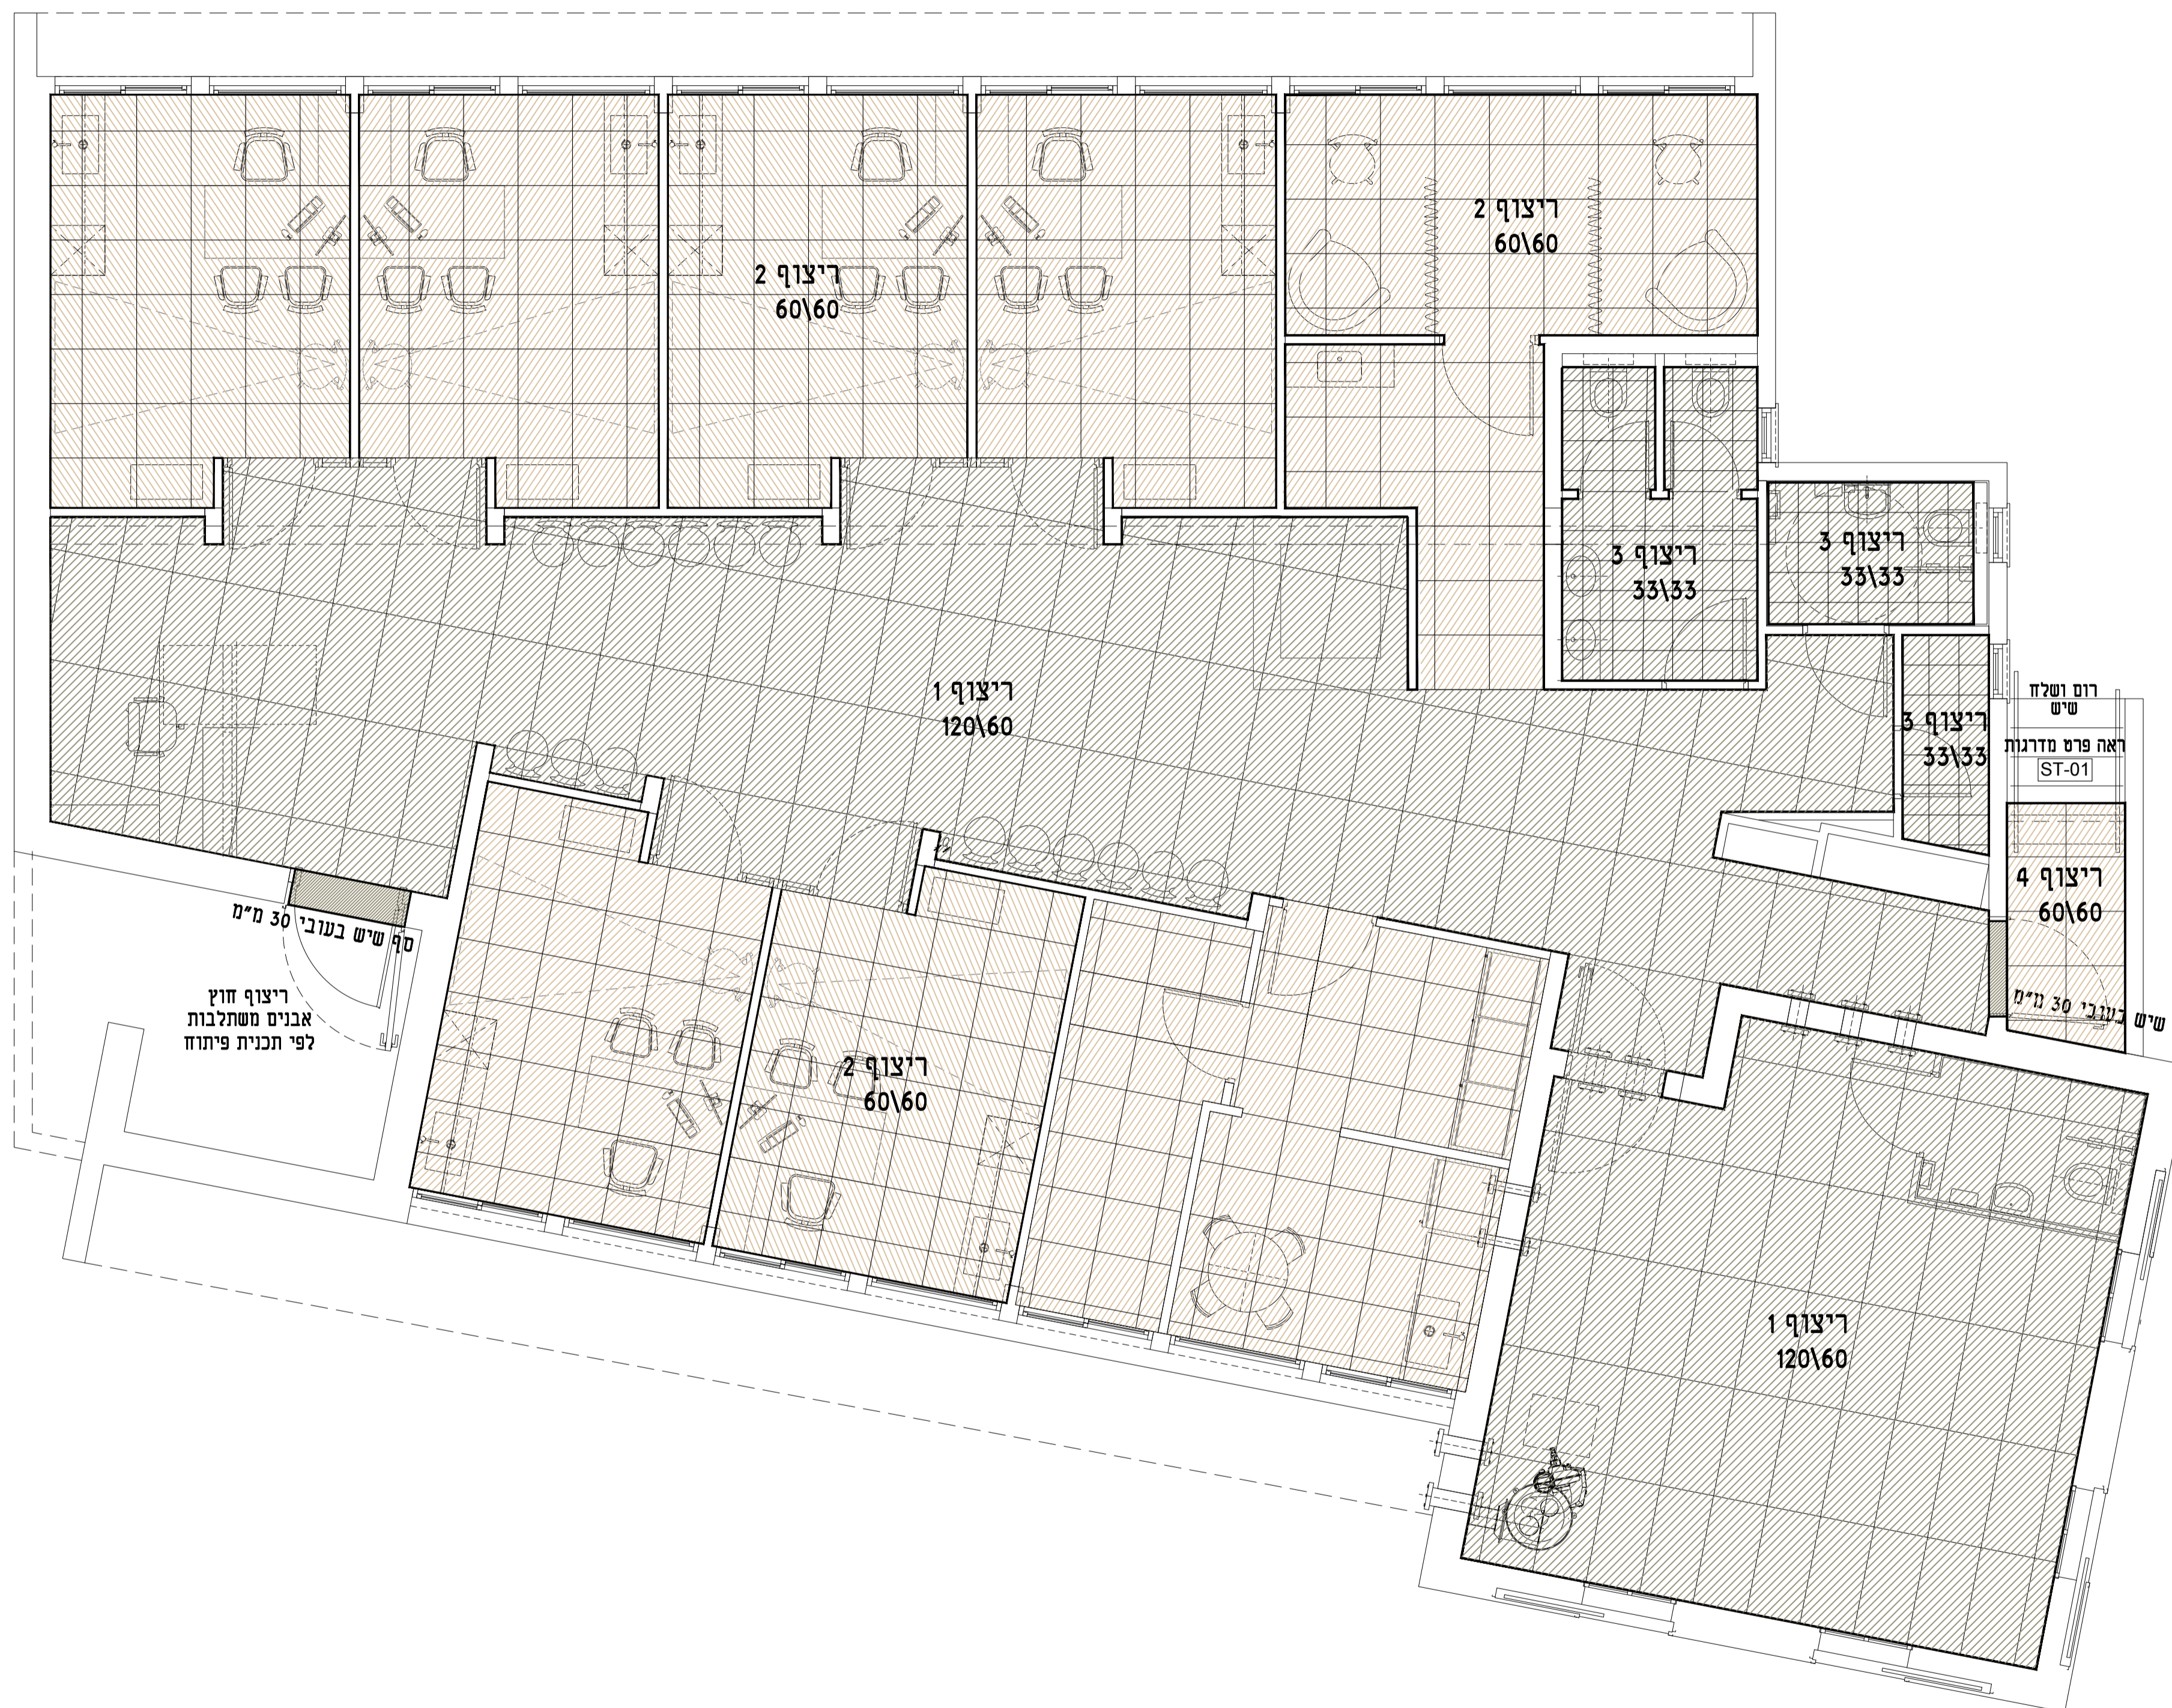 ריצוף 2
60\60
ריצוף 2
60\60
ריצוף 3
33\33
ריצוף 3
33\33
ריצוף 1
120\60
ריצוף 3
33\33
רום ושלח
שיש
ראה פרט מדרגות
ST-01
ריצוף 4
60\60
סף שיש בעובי 30 מ"מ
שיש בעובי 30 מ"מ
ריצוף חוץ
אבנים משתלבות
לפי תכנית פיתוח
ריצוף 2
60\60
ריצוף 1
120\60